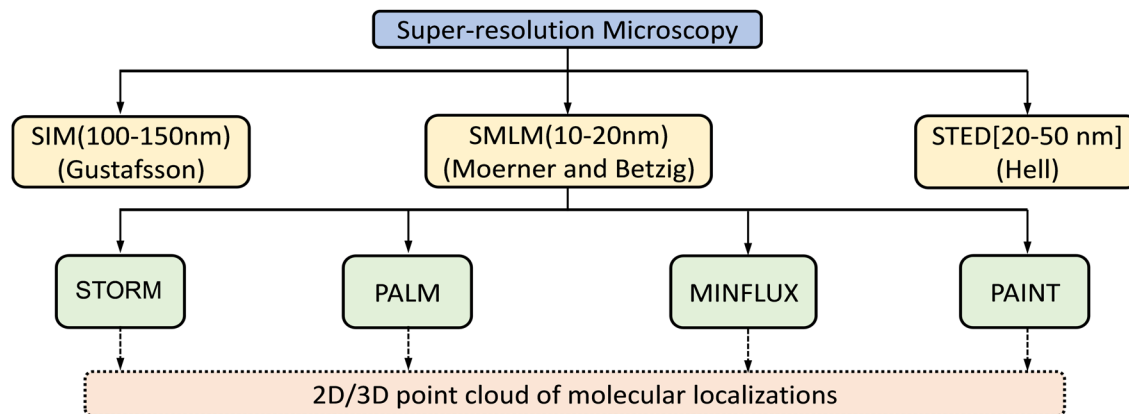 Super-resolution Microscopy
SIM(100-150nm)
(Gustafsson)
SMLM(10-20nm)
(Moerner and Betzig)
STED[20-50 nm]
(Hell)
STORM
PALM
MINFLUX
PAINT
2D/3D point cloud of molecular localizations